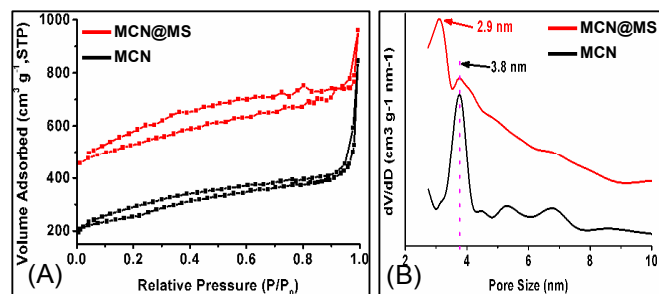 1000
800
600
400
200
0.0 0.2 0.4 0.6 0.8 1.0
Volume Adsorbed (cm³ g⁻¹,STP)
Relative Pressure (P/P₀)
MCN@MS
MCN
(A)
dV/dD (cm3 g-1 nm-1)
2 4 6 8 10
Pore Size (nm)
2.9 nm
3.8 nm
MCN@MS
MCN
(B)